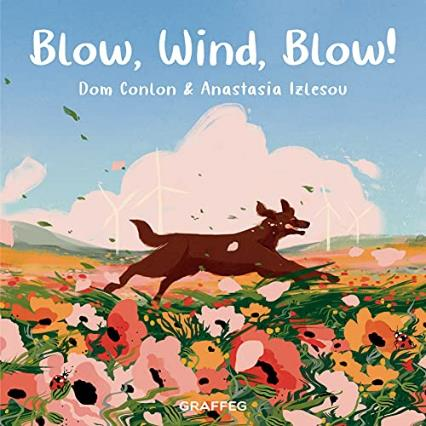 Blow, Wind, Blow!
Dom Conlon & Anastasia Izlesou
GRAFFEG